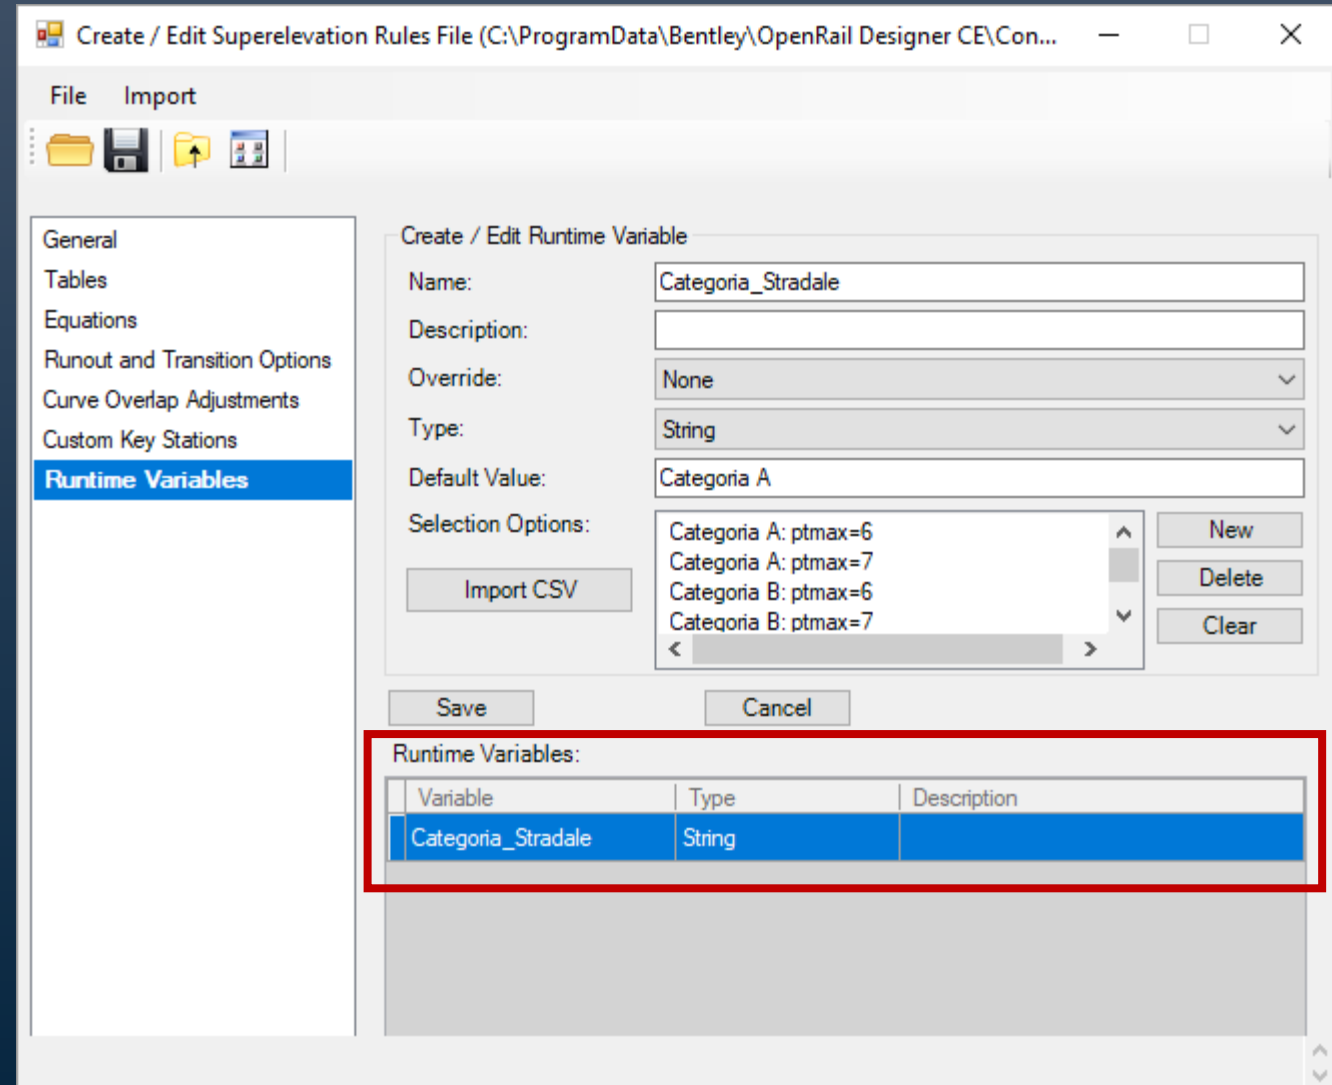 Create / Edit Superelevation Rules File (C:\ProgramData\Bentley\OpenRail Designer CE\Con...
File Import
General
Tables
Equations
Runout and Transition Options
Curve Overlap Adjustments
Custom Key Stations
Runtime Variables
Create / Edit Runtime Variable
Name: Categoria_Stradale
Description:
Override: None
Type: String
Default Value: Categoria A
Selection Options:
Import CSV
Categoria A: ptmax=6
Categoria A: ptmax=7
Categoria B: ptmax=6
Categoria B: ptmax=7
New
Delete
Clear
Save Cancel
Runtime Variables:
Variable Type Description
Categoria_Stradale String